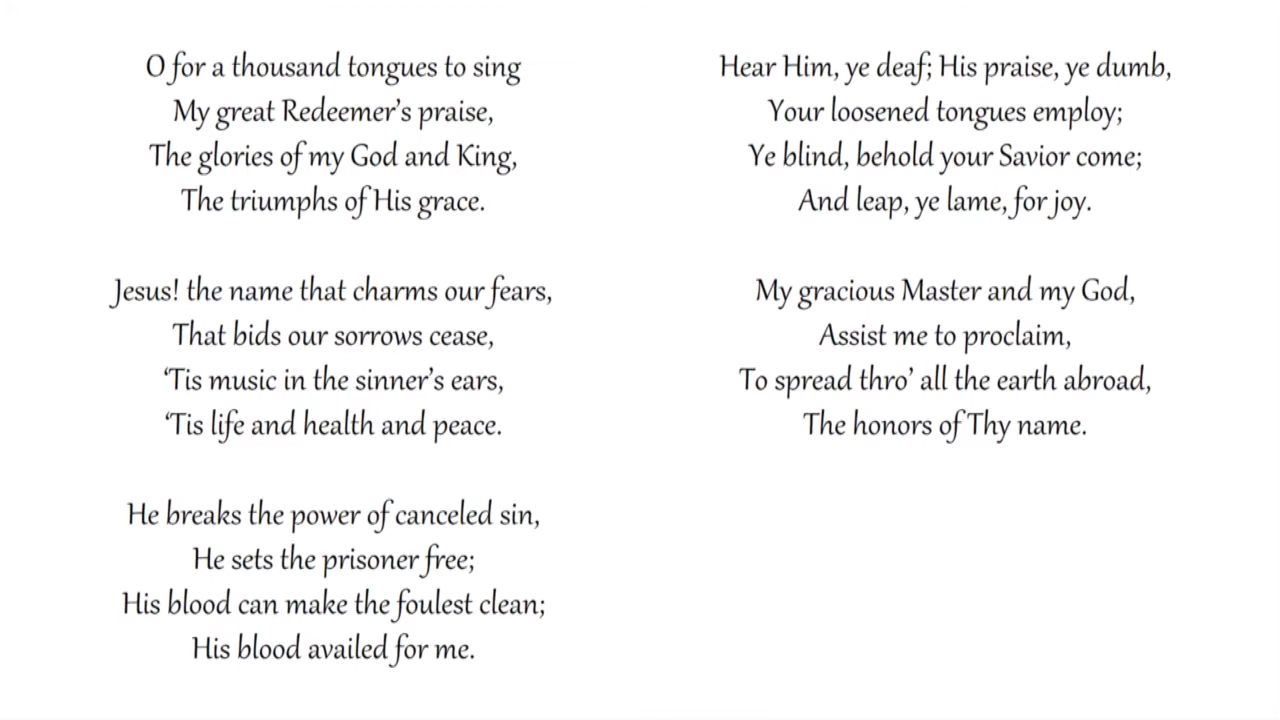 O for a thousand tongues to sing
My great Redeemer’s praise,
The glories of my God and King,
The triumphs of His grace.
Jesus! the name that charms our fears,
That bids our sorrows cease,
‘Tis music in the sinner’s ears,
‘Tis life and health and peace.
He breaks the power of canceled sin,
He sets the prisoner free;
His blood can make the foulest clean;
His blood availed for me.
Hear Him, ye deaf; His praise, ye dumb,
Your loosened tongues employ;
Ye blind, behold your Savior come;
And leap, ye lame, for joy.
My gracious Master and my God,
Assist me to proclaim,
To spread thro’ all the earth abroad,
The honors of Thy name.